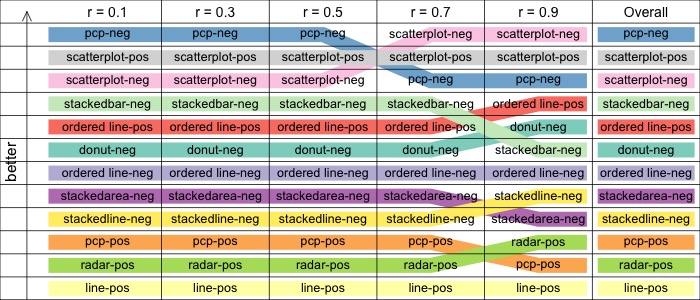 r = 0.1 r = 0.3 r = 0.5 r = 0.7 r = 0.9 Overall
pcp-neg pcp-neg pcp-neg scatterplot-neg scatterplot-neg pcp-neg
scatterplot-pos scatterplot-pos scatterplot-pos scatterplot-pos scatterplot-pos scatterplot-pos
scatterplot-neg scatterplot-neg scatterplot-neg pcp-neg pcp-neg scatterplot-neg
stackedbar-neg stackedbar-neg stackedbar-neg stackedbar-neg ordered line-pos stackedbar-neg
ordered line-pos ordered line-pos ordered line-pos ordered line-pos donut-neg ordered line-pos
donut-neg donut-neg donut-neg donut-neg stackedbar-neg donut-neg
ordered line-neg ordered line-neg ordered line-neg ordered line-neg ordered line-neg ordered line-neg
stackedarea-neg stackedarea-neg stackedarea-neg stackedarea-neg stackedline-neg stackedarea-neg
stackedline-neg stackedline-neg stackedline-neg stackedline-neg stackedarea-neg stackedline-neg
pcp-pos pcp-pos pcp-pos pcp-pos radar-pos pcp-pos
radar-pos radar-pos radar-pos radar-pos pcp-pos radar-pos
line-pos line-pos line-pos line-pos line-pos line-pos
better